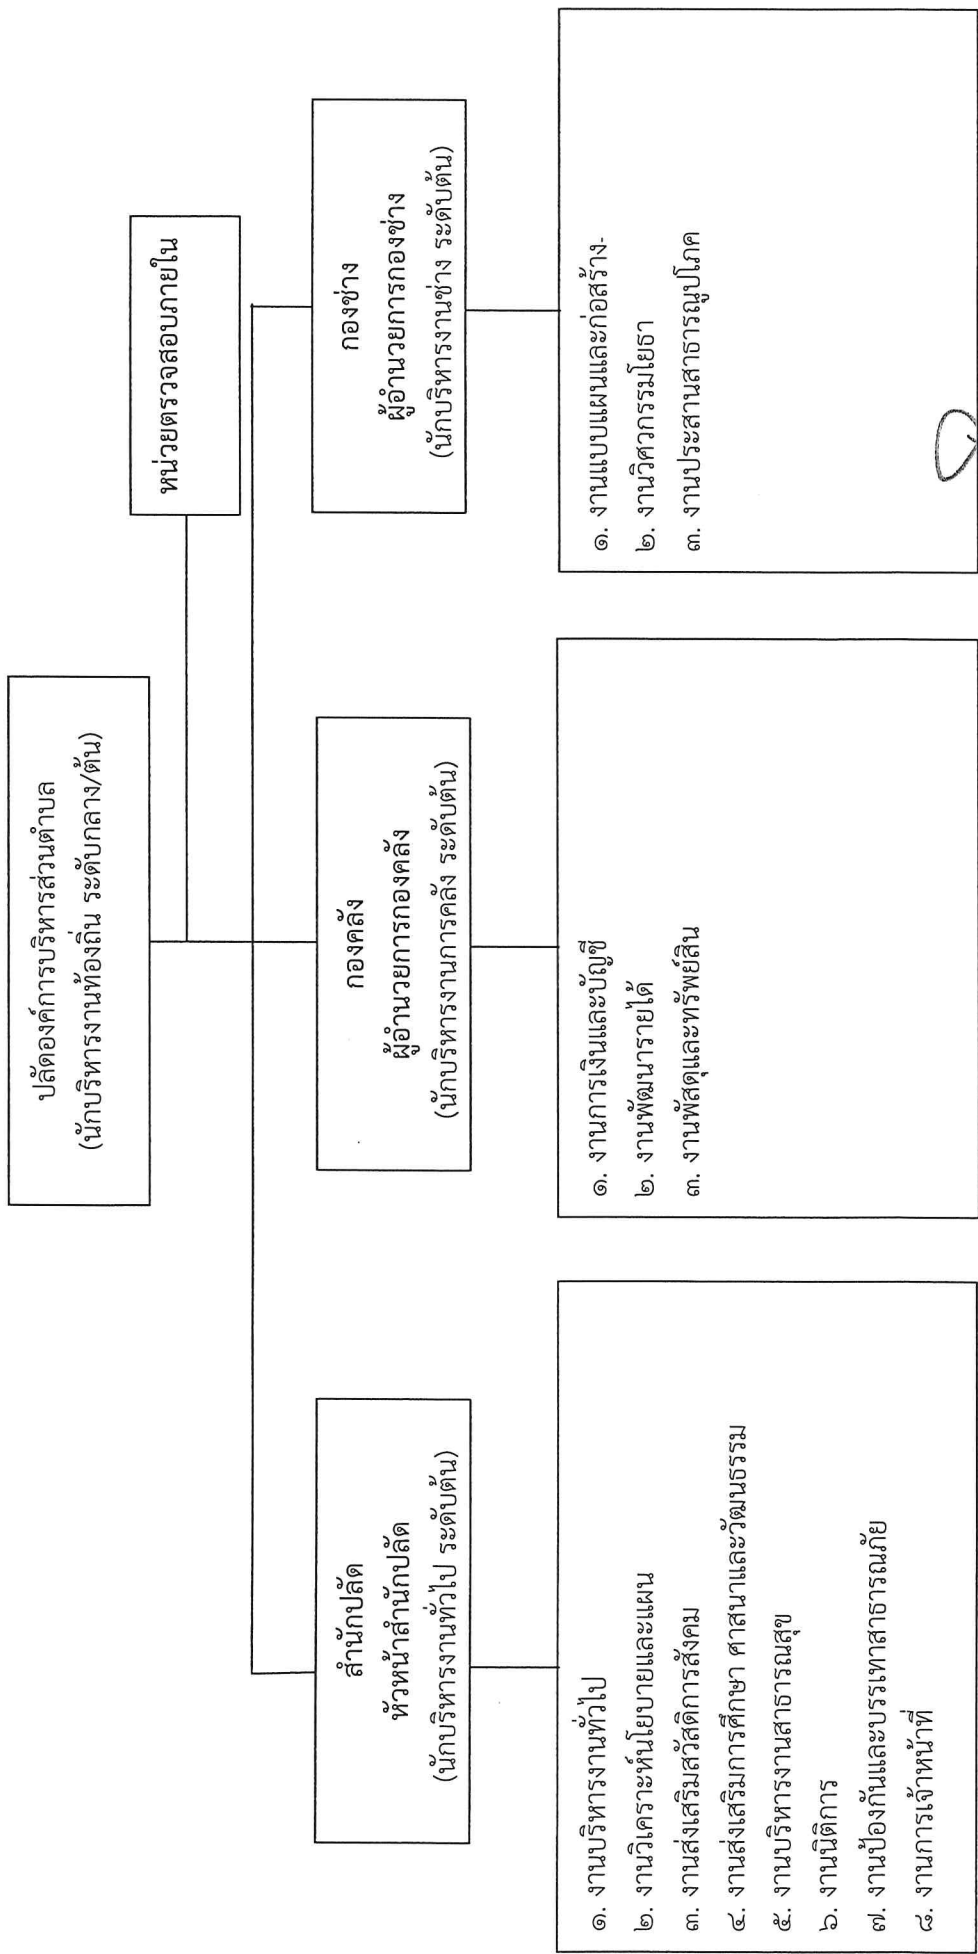 ปลัดองค์การบริหารส่วนตำบล
(นักบริหารงานท้องถิ่น ระดับกลาง/ต้น)
หน่วยตรวจสอบภายใน
สำนักปลัด
หัวหน้าสำนักปลัด
(นักบริหารงานทั่วไป ระดับต้น)
กองคลัง
ผู้อำนวยการกองคลัง
(นักบริหารงานการคลัง ระดับต้น)
กองช่าง
ผู้อำนวยการกองช่าง
(นักบริหารงานช่าง ระดับต้น)
๑. งานบริหารงานทั่วไป
๒. งานวิเคราะห์นโยบายและแผน
๓. งานส่งเสริมสวัสดิการสังคม
๔. งานส่งเสริมการศึกษา ศาสนาและวัฒนธรรม
๕. งานบริหารงานสาธารณสุข
๖. งานนิติการ
๗. งานป้องกันและบรรเทาสาธารณภัย
๘. งานการเจ้าหน้าที่
๑. งานการเงินและบัญชี
๒. งานพัฒนารายได้
๓. งานพัสดุและทรัพย์สิน
๑. งานแบบแผนและก่อสร้าง-
๒. งานวิศวกรรมโยธา
๓. งานประสานสาธารณูปโภค